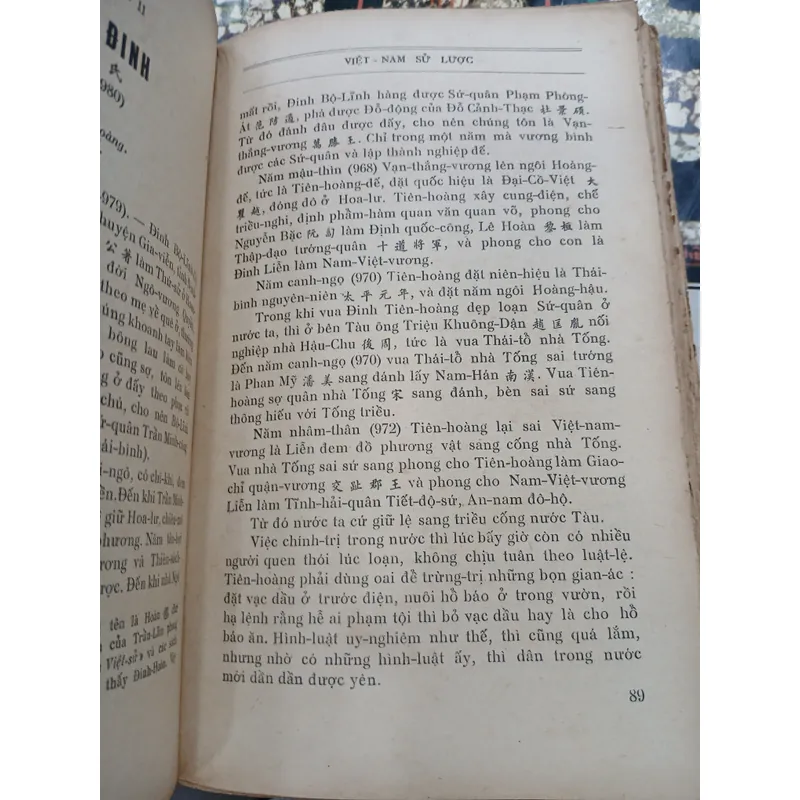 11
ĐINH
氏
980)
VIỆT - NAM SỬ LƯỢC
mất rồi, Đinh Bộ-Lĩnh hàng được Sứ-quân Phạm Phòng-
Át 范防遏, phá được Đỗ-động của Đỗ Cảnh-Thạc 杜景碩.
Từ đó đánh đâu được đấy, cho nên chúng tôn là Vạn-
thắng-vương 萬勝王. Chỉ trong một năm mà vương bình
được các Sứ-quân và lập thành nghiệp đế.
Năm mậu-thìn (968) Vạn-thắng-vương lên ngôi Hoàng-
đế, tức là Tiên-hoàng-đế, đặt quốc hiệu là Đại-Cồ-Việt 大
瞿越, đóng đô ở Hoa-lư. Tiên-hoàng xây cung-điện, chế
triều-nghi, định phẩm-hàm quan văn quan võ, phong cho
Nguyễn Bặc 阮匐 làm Định quốc-công, Lê Hoàn 黎桓 làm
Thập-đạo tướng-quân 十道將軍, và phong cho con là
Đinh Liễn làm Nam-Việt-vương.
Năm canh-ngọ (970) Tiên-hoàng đặt niên-hiệu là Thái-
bình nguyên-niên 太平元年, và đặt năm ngôi Hoàng-hậu.
Trong khi vua Đinh Tiên-hoàng dẹp loạn Sứ-quân ở
nước ta, thì ở bên Tàu ông Triệu Khuông-Dận 趙匡胤 nối
nghiệp nhà Hậu-Chu 後周, tức là vua Thái-tổ nhà Tống.
Đến năm canh-ngọ (970) vua Thái-tổ nhà Tống sai tướng
là Phan Mỹ 潘美 sang đánh lấy Nam-Hán 南漢. Vua Tiên-
hoàng sợ quân nhà Tống 宋 sang đánh, bèn sai sứ sang
thông hiếu với Tống triều.
Năm nhâm-thân (972) Tiên-hoàng lại sai Việt-nam-
vương là Liễn đem đồ phương vật sang cống nhà Tống.
Vua nhà Tống sai sứ sang phong cho Tiên-hoàng làm Giao-
chỉ quận-vương 交趾郡王 và phong cho Nam-Việt-vương
Liễn làm Tĩnh-hải-quân Tiết-độ-sứ, An-nam đô-hộ.
Từ đó nước ta cứ giữ lệ sang triều cống nước Tàu.
Việc chính-trị trong nước thì lúc bấy giờ còn có nhiều
người quen thói lúc loạn, không chịu tuân theo luật-lệ.
Tiên-hoàng phải dùng oai để trừng-trị những bọn gian-ác :
đặt vạc dầu ở trước điện, nuôi hổ báo ở trong vườn, rồi
hạ lệnh rằng hễ ai phạm tội thì bỏ vạc dầu hay là cho hổ
báo ăn. Hình-luật uy-nghiêm như thế, thì cũng quá lắm,
nhưng nhờ có những hình-luật ấy, thì dân trong nước
mới dần dần được yên.
89